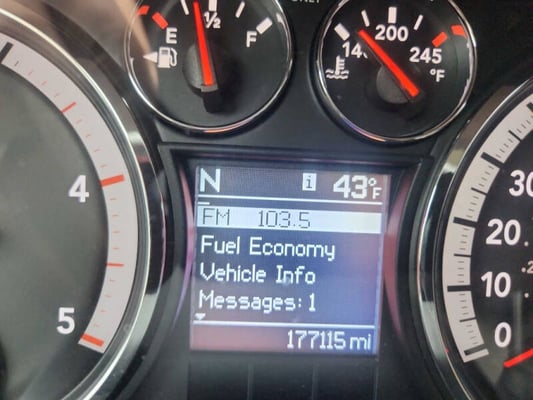 E ½ F
140 200 245
°F
N i 43°F
FM 103.5
Fuel Economy
Vehicle Info
Messages: 1
177115 mi
4
5
30
20
10
0